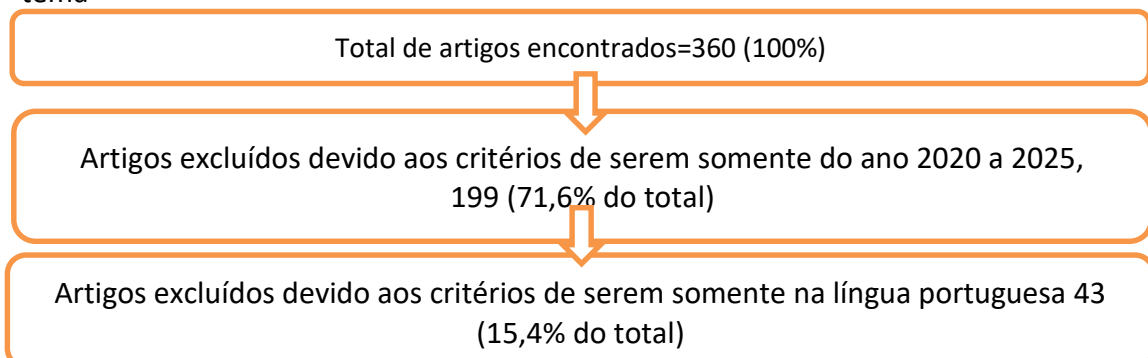 tema
Total de artigos encontrados=360 (100%)
Artigos excluídos devido aos critérios de serem somente do ano 2020 a 2025,
199 (71,6% do total)
Artigos excluídos devido aos critérios de serem somente na língua portuguesa 43
(15,4% do total)